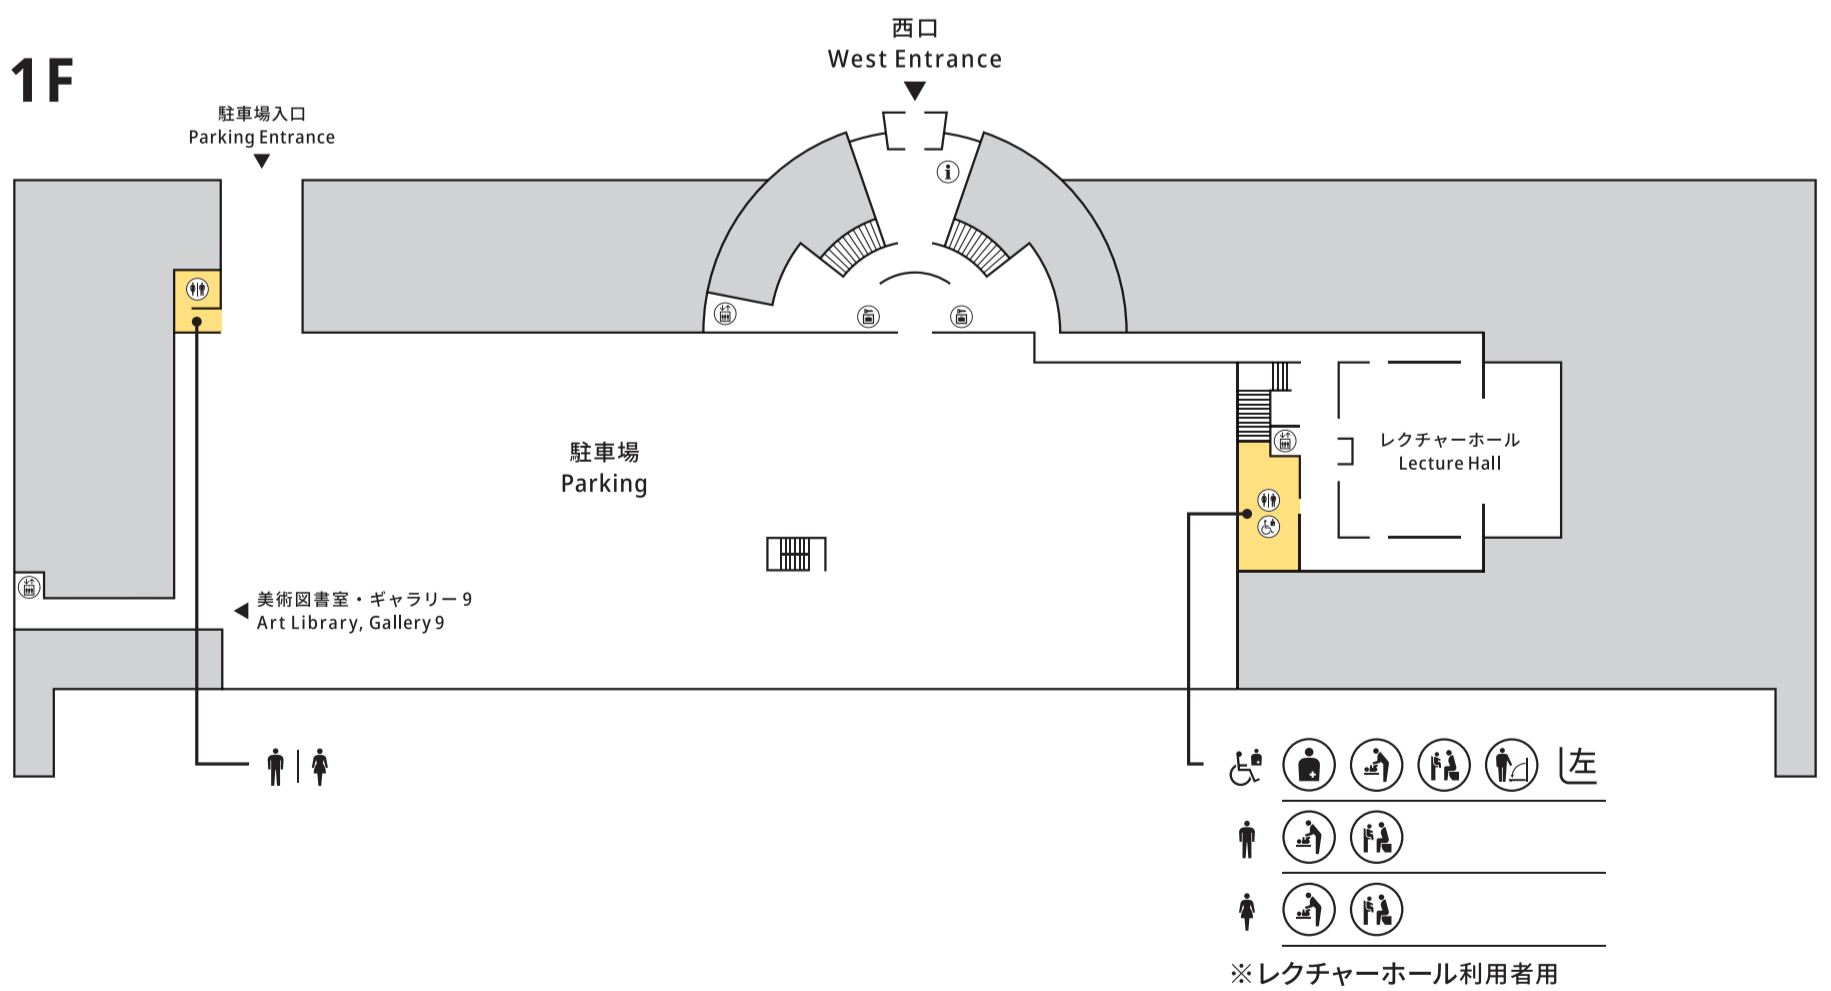 1F
西口
West Entrance
駐車場入口
Parking Entrance
駐車場
Parking
レクチャーホール
Lecture Hall
美術図書室・ギャラリー 9
Art Library, Gallery 9
左
※レクチャーホール利用者用